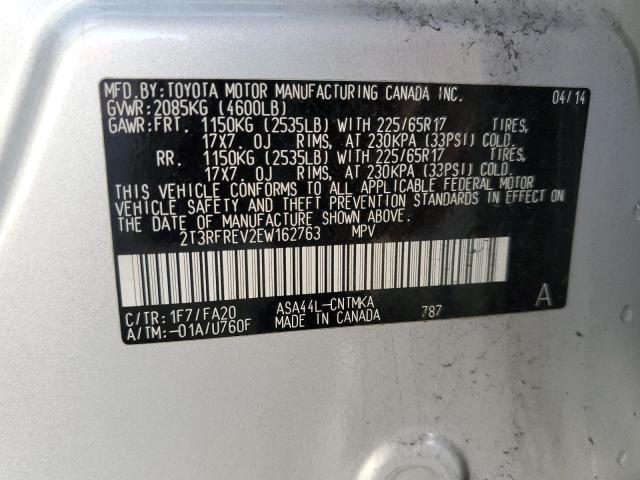 MFD.BY:TOYOTA MOTOR MANUFACTURING CANADA INC. 04/14
GVWR:2085KG (4600LB)
GAWR:FRT. 1150KG (2535LB) WITH 225/65R17 TIRES,
17X7.0J RIMS, AT 230KPA (33PSI) COLD.
RR. 1150KG (2535LB) WITH 225/65R17 TIRES,
17X7.0J RIMS, AT 230KPA (33PSI) COLD.
THIS VEHICLE CONFORMS TO ALL APPLICABLE FEDERAL MOTOR
VEHICLE SAFETY AND THEFT PREVENTION STANDARDS IN EFFECT ON
THE DATE OF MANUFACTURE SHOWN ABOVE.
2T3RFREV2EW162763 MPV
A
C/TR:1F7/FA20 ASA44L-CNTMKA 787
A/TM:-01A/U760F MADE IN CANADA